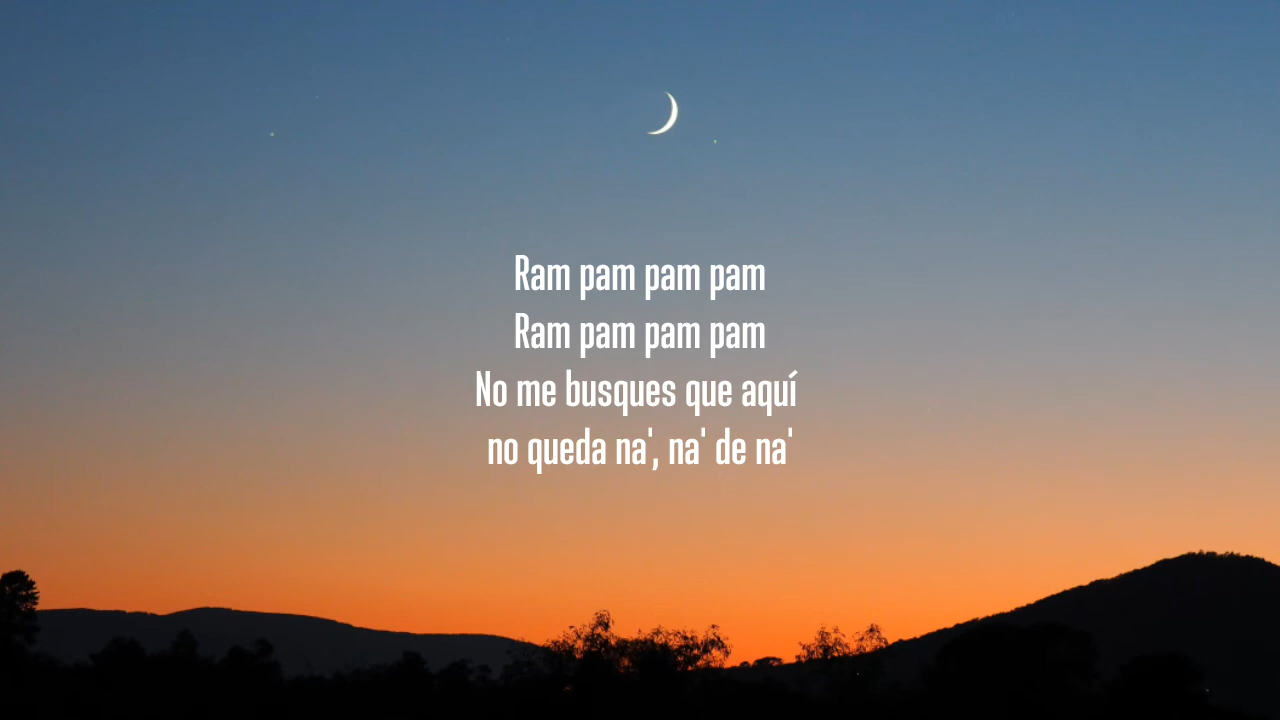 Ram pam pam pam
Ram pam pam pam
No me busques que aquí
no queda na', na' de na'